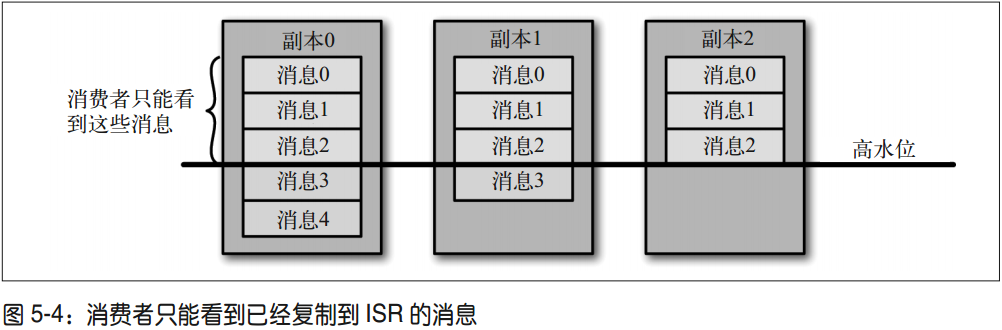 副本0
消息0
消息1
消息2
消息3
消息4
副本1
消息0
消息1
消息2
消息3
副本2
消息0
消息1
消息2
消费者只能看
到这些消息
高水位
图 5-4：消费者只能看到已经复制到 ISR 的消息